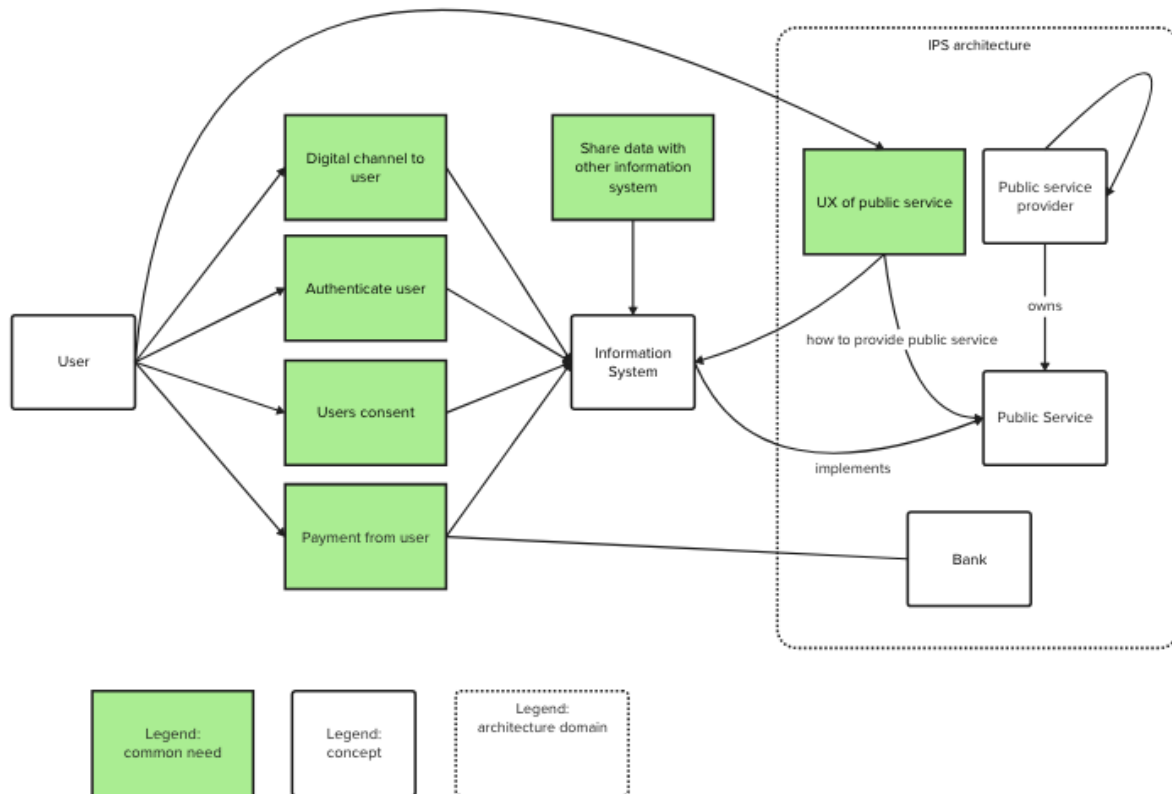 IPS architecture
Digital channel to
user
Share data with
other information
system
UX of public service
Public service
provider
Authenticate user
owns
User
Information
System
how to provide public service
Users consent
Public Service
implements
Payment from user
Bank
Legend:
common need
Legend:
concept
Legend:
architecture domain